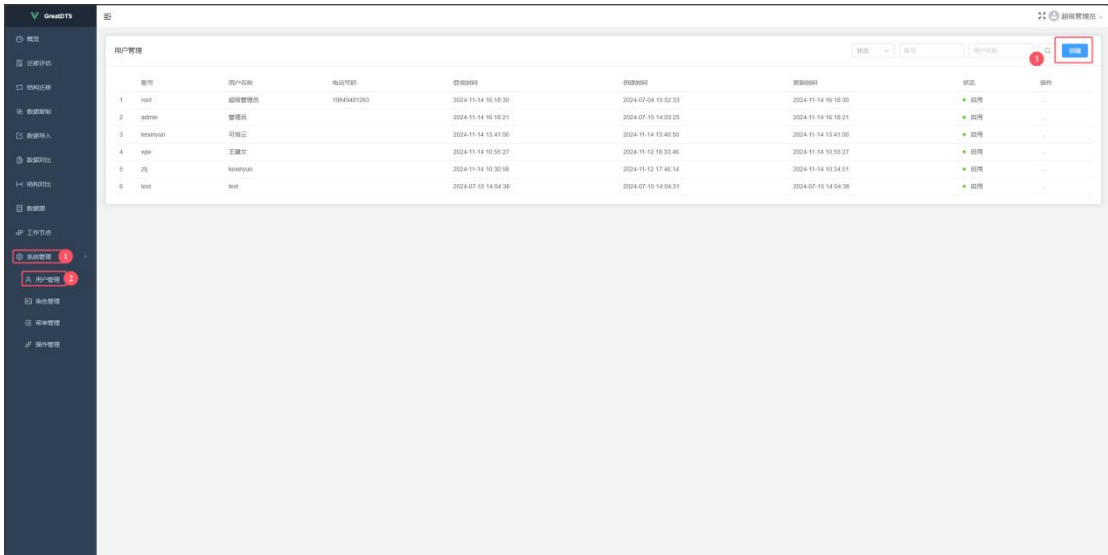 GreatDTS
超级管理员
概览
迁移评估
结构迁移
数据复制
数据导入
数据对比
结构对比
数据源
工作节点
系统管理 1
用户管理 2
角色管理
菜单管理
操作管理
用户管理 状态 账号 用户名称 3 创建
账号 用户名称 电话号码 登录时间 创建时间 更新时间 状态 操作
1 root 超级管理员 19849481263 2024-11-14 16:18:30 2024-07-04 13:52:33 2024-11-14 16:18:30 启用 ...
2 admin 管理员 2024-11-14 16:18:21 2024-07-15 14:03:25 2024-11-14 16:18:21 启用 ...
3 kexinyun 可信云 2024-11-14 13:41:00 2024-11-14 13:40:50 2024-11-14 13:41:00 启用 ...
4 wjw 王建文 2024-11-14 10:55:27 2024-11-12 18:33:46 2024-11-14 10:55:27 启用 ...
5 kexinyun 2024-11-14 10:30:58 2024-11-12 17:46:14 2024-11-14 10:34:51 启用 ...
6 test test 2024-07-15 14:04:38 2024-07-15 14:04:31 2024-07-15 14:04:38 启用 ...